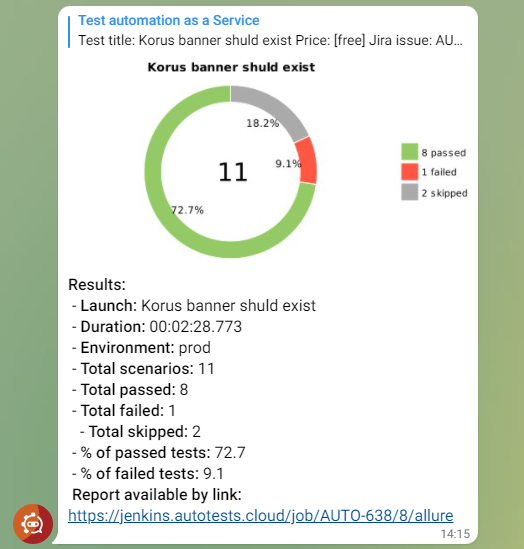 Test automation as a Service
Test title: Korus banner shuld exist Price: [free] Jira issue: AU...
Korus banner shuld exist
18.2%
9.1%
11
72.7%
8 passed
1 failed
2 skipped
Results:
- Launch: Korus banner shuld exist
- Duration: 00:02:28.773
- Environment: prod
- Total scenarios: 11
- Total passed: 8
- Total failed: 1
- Total skipped: 2
- % of passed tests: 72.7
- % of failed tests: 9.1
Report available by link:
https://jenkins.autotests.cloud/job/AUTO-638/8/allure
14:15